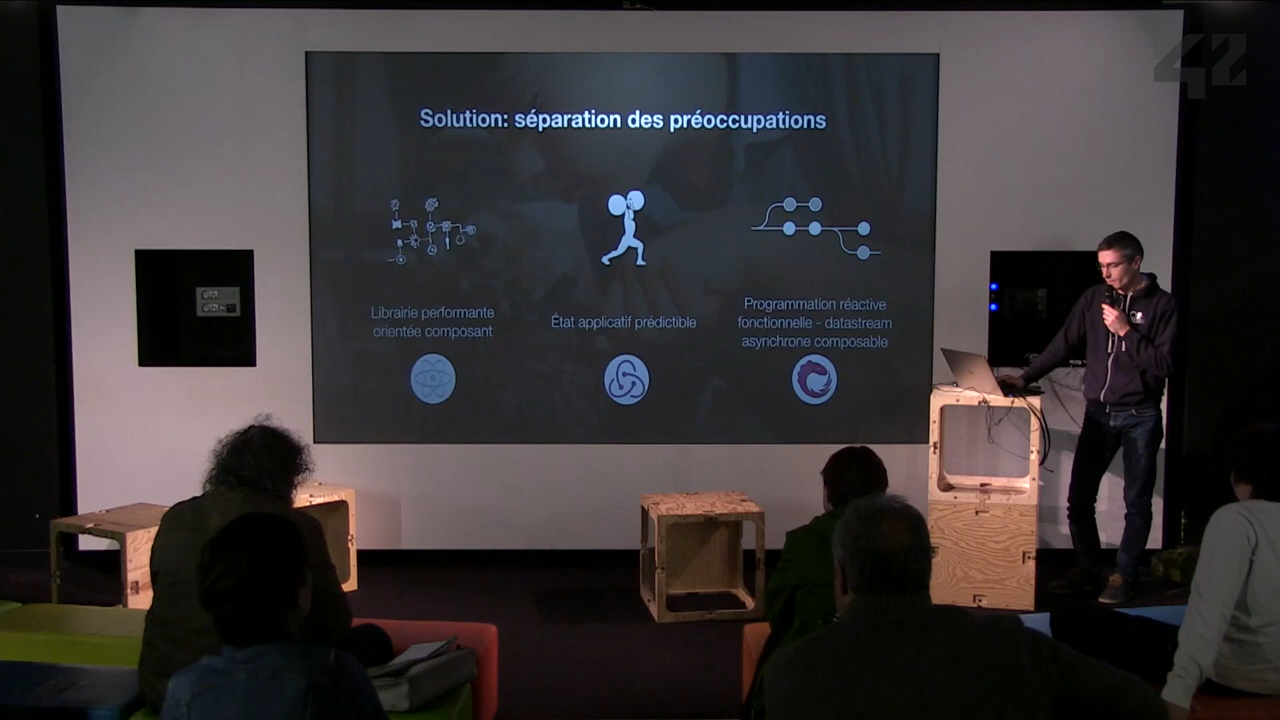 42
Solution: séparation des préoccupations
Librairie performante
orientée composant
État applicatif prédictible
Programmation réactive
fonctionnelle - datastream
asynchrone composable